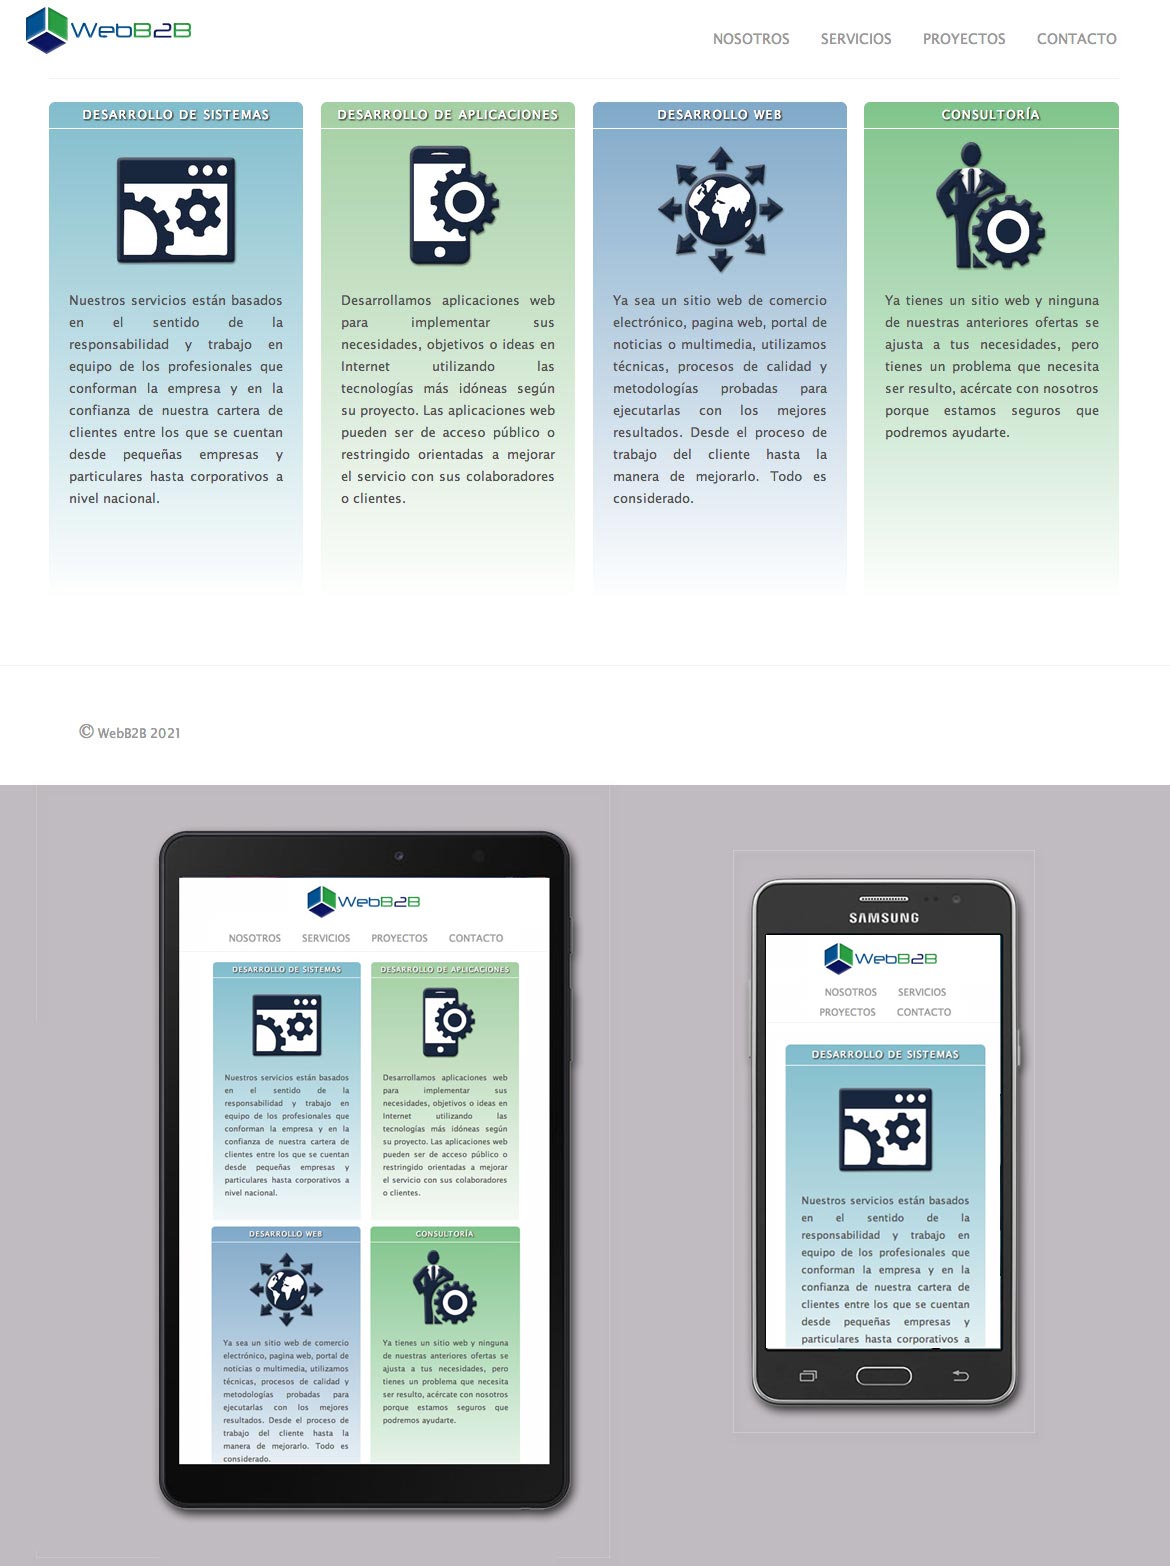 WebB2B
NOSOTROS SERVICIOS PROYECTOS CONTACTO
DESARROLLO DE SISTEMAS
Nuestros servicios están basados
en el sentido de la
responsabilidad y trabajo en
equipo de los profesionales que
conforman la empresa y en la
confianza de nuestra cartera de
clientes entre los que se cuentan
desde pequeñas empresas y
particulares hasta corporativos a
nivel nacional.
DESARROLLO DE APLICACIONES
Desarrollamos aplicaciones web
para implementar sus
necesidades, objetivos o ideas en
Internet utilizando las
tecnologías más idóneas según
su proyecto. Las aplicaciones web
pueden ser de acceso público o
restringido orientadas a mejorar
el servicio con sus colaboradores
o clientes.
DESARROLLO WEB
Ya sea un sitio web de comercio
electrónico, pagina web, portal de
noticias o multimedia, utilizamos
técnicas, procesos de calidad y
metodologías probadas para
ejecutarlas con los mejores
resultados. Desde el proceso de
trabajo del cliente hasta la
manera de mejorarlo. Todo es
considerado.
CONSULTORÍA
Ya tienes un sitio web y ninguna
de nuestras anteriores ofertas se
ajusta a tus necesidades, pero
tienes un problema que necesita
ser resulto, acércate con nosotros
porque estamos seguros que
podremos ayudarte.
© WebB2B 2021
WebB2B
NOSOTROS SERVICIOS PROYECTOS CONTACTO
DESARROLLO DE SISTEMAS
Nuestros servicios están basados
en el sentido de la
responsabilidad y trabajo en
equipo de los profesionales que
conforman la empresa y en la
confianza de nuestra cartera de
clientes entre los que se cuentan
desde pequeñas empresas y
particulares hasta corporativos a
nivel nacional.
DESARROLLO DE APLICACIONES
Desarrollamos aplicaciones web
para implementar sus
necesidades, objetivos o ideas en
Internet utilizando las
tecnologías más idóneas según
su proyecto. Las aplicaciones web
pueden ser de acceso público o
restringido orientadas a mejorar
el servicio con sus colaboradores
o clientes.
DESARROLLO WEB
Ya sea un sitio web de comercio
electrónico, pagina web, portal de
noticias o multimedia, utilizamos
técnicas, procesos de calidad y
metodologías probadas para
ejecutarlas con los mejores
resultados. Desde el proceso de
trabajo del cliente hasta la
manera de mejorarlo. Todo es
considerado.
CONSULTORÍA
Ya tienes un sitio web y ninguna
de nuestras anteriores ofertas se
ajusta a tus necesidades, pero
tienes un problema que necesita
ser resulto, acércate con nosotros
porque estamos seguros que
podremos ayudarte.
SAMSUNG
WebB2B
NOSOTROS SERVICIOS
PROYECTOS CONTACTO
DESARROLLO DE SISTEMAS
Nuestros servicios están basados
en el sentido de la
responsabilidad y trabajo en
equipo de los profesionales que
conforman la empresa y en la
confianza de nuestra cartera de
clientes entre los que se cuentan
desde pequeñas empresas y
particulares hasta corporativos a